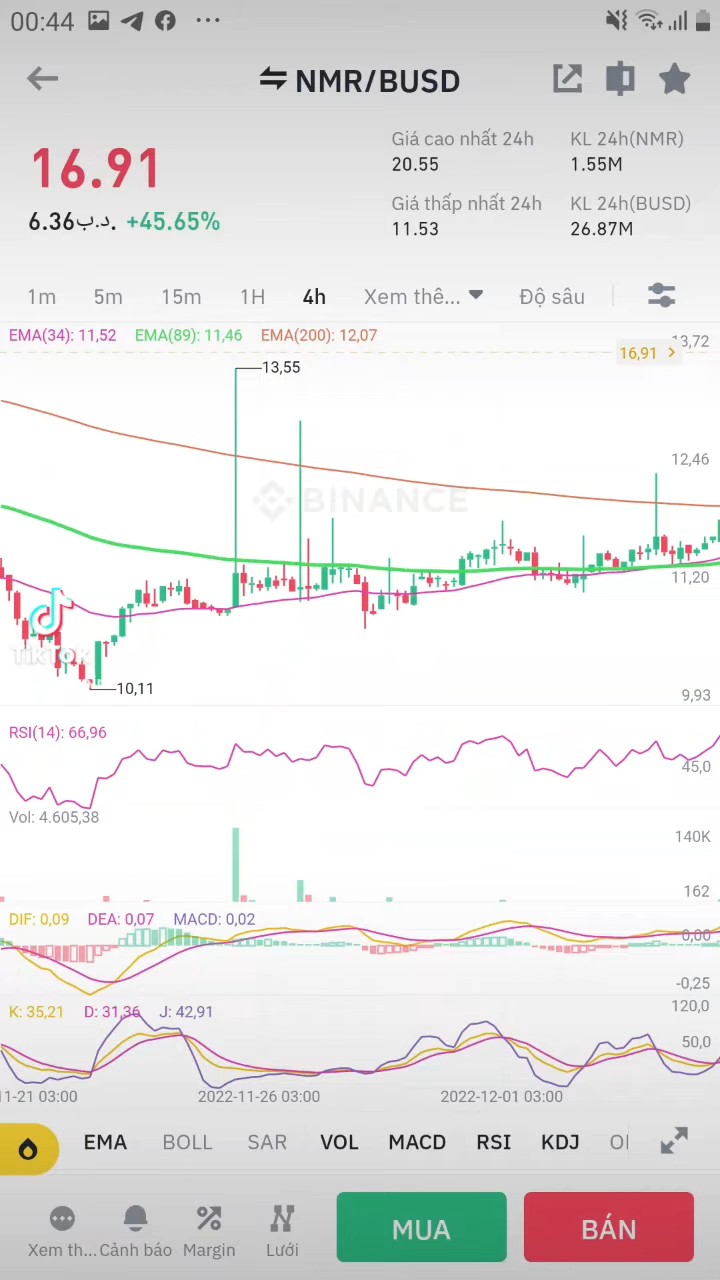 00:44
NMR/BUSD
16.91
6.36د.ب. +45.65%
Giá cao nhất 24h
20.55
KL 24h(NMR)
1.55M
Giá thấp nhất 24h
11.53
KL 24h(BUSD)
26.87M
1m 5m 15m 1H 4h Xem thê... Độ sâu
EMA(34): 11,52 EMA(89): 11,46 EMA(200): 12,07
13,72
16,91
13,55
12,46
BINANCE
11,20
TikTok
10,11
9,93
RSI(14): 66,96
45,0
Vol: 4.605,38
140K
162
DIF: 0,09 DEA: 0,07 MACD: 0,02
0,00
-0,25
K: 35,21 D: 31,36 J: 42,91
120,0
50,0
11-21 03:00 2022-11-26 03:00 2022-12-01 03:00
EMA BOLL SAR VOL MACD RSI KDJ
Xem th... Cảnh báo Margin Lưới
MUA
BÁN